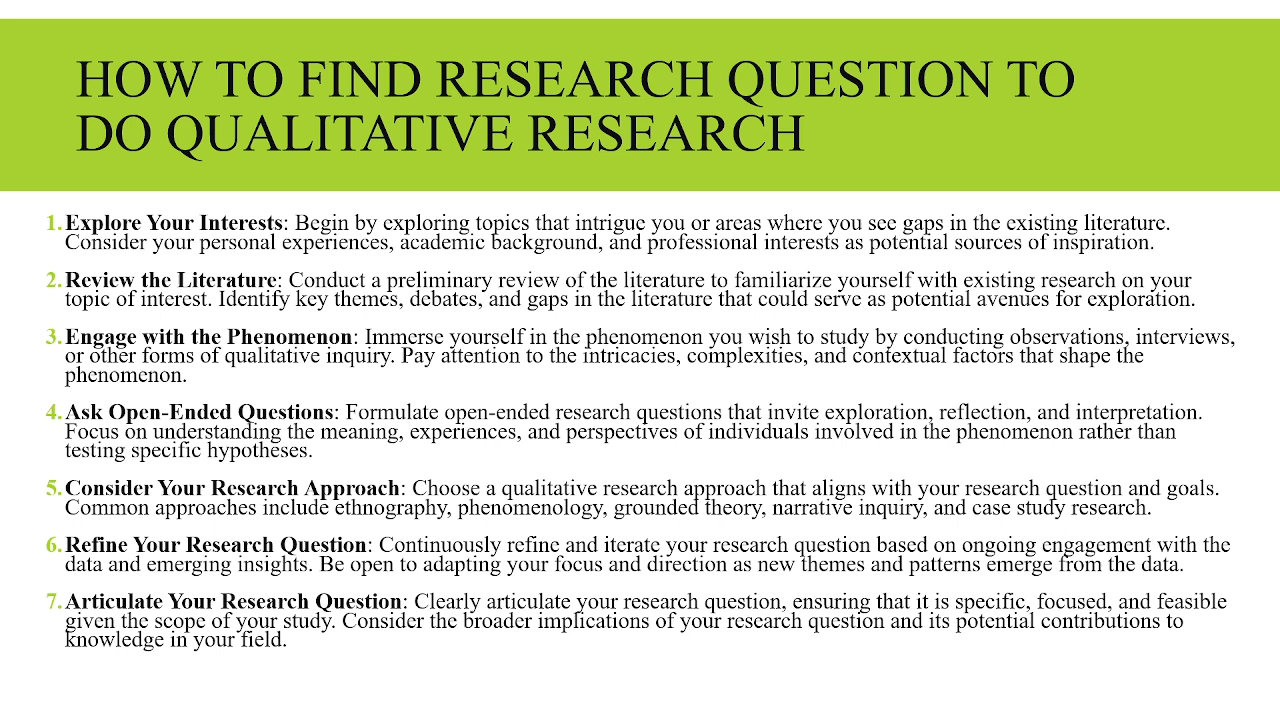 HOW TO FIND RESEARCH QUESTION TO
DO QUALITATIVE RESEARCH
1. Explore Your Interests: Begin by exploring topics that intrigue you or areas where you see gaps in the existing literature.
Consider your personal experiences, academic background, and professional interests as potential sources of inspiration.
2. Review the Literature: Conduct a preliminary review of the literature to familiarize yourself with existing research on your
topic of interest. Identify key themes, debates, and gaps in the literature that could serve as potential avenues for exploration.
3. Engage with the Phenomenon: Immerse yourself in the phenomenon you wish to study by conducting observations, interviews,
or other forms of qualitative inquiry. Pay attention to the intricacies, complexities, and contextual factors that shape the
phenomenon.
4. Ask Open-Ended Questions: Formulate open-ended research questions that invite exploration, reflection, and interpretation.
Focus on understanding the meaning, experiences, and perspectives of individuals involved in the phenomenon rather than
testing specific hypotheses.
5. Consider Your Research Approach: Choose a qualitative research approach that aligns with your research question and goals.
Common approaches include ethnography, phenomenology, grounded theory, narrative inquiry, and case study research.
6. Refine Your Research Question: Continuously refine and iterate your research question based on ongoing engagement with the
data and emerging insights. Be open to adapting your focus and direction as new themes and patterns emerge from the data.
7. Articulate Your Research Question: Clearly articulate your research question, ensuring that it is specific, focused, and feasible
given the scope of your study. Consider the broader implications of your research question and its potential contributions to
knowledge in your field.